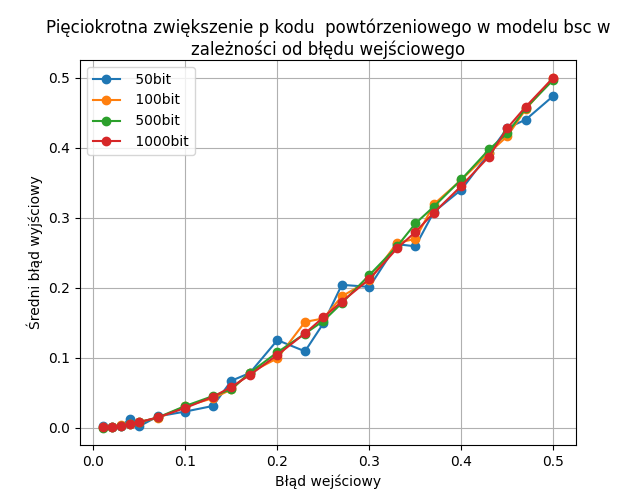 Pięciokrotna zwiększenie p kodu  powtórzeniowego w modelu bsc w
zależności od błędu wejściowego
50bit
100bit
500bit
1000bit
Średni błąd wyjściowy
0.5
0.4
0.3
0.2
0.1
0.0
0.0 0.1 0.2 0.3 0.4 0.5
Błąd wejściowy